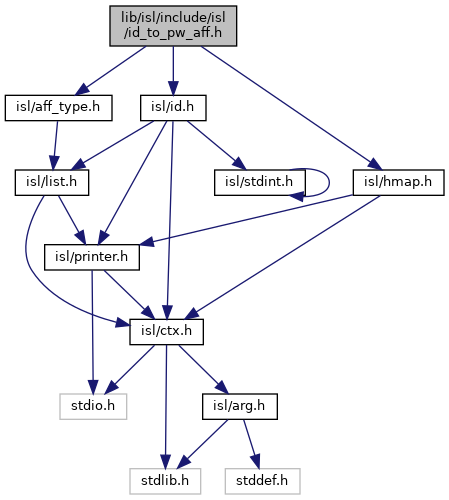 lib/isl/include/isl
/id_to_pw_aff.h
isl/aff_type.h
isl/id.h
isl/list.h
isl/stdint.h
isl/hmap.h
isl/printer.h
isl/ctx.h
stdio.h
isl/arg.h
stdlib.h
stddef.h